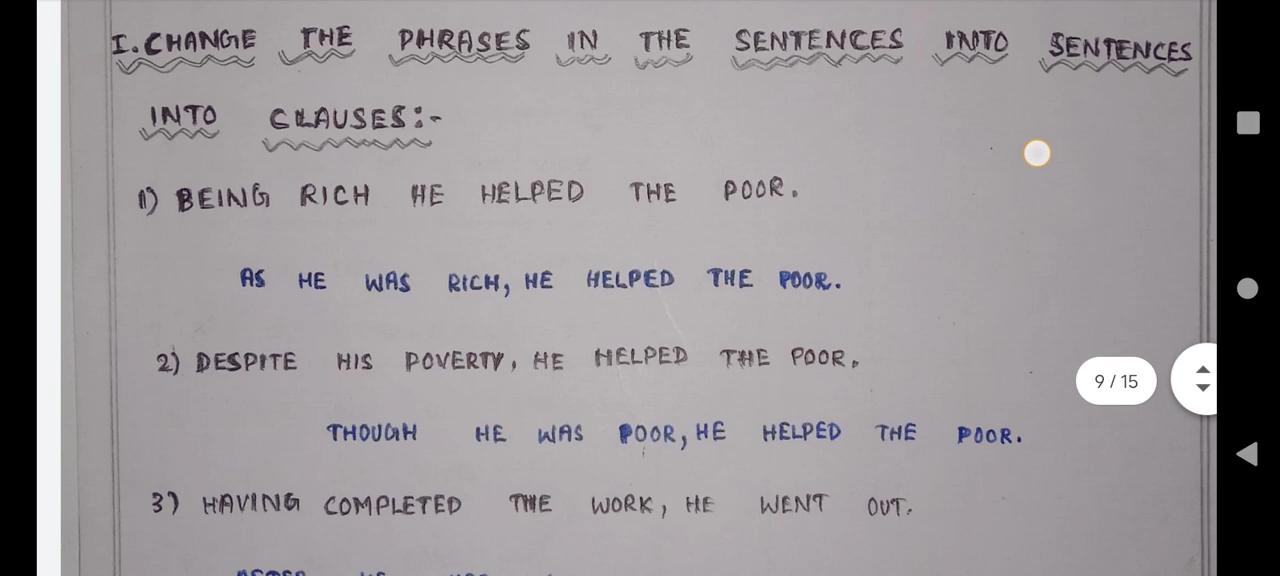 I. CHANGE THE PHRASES IN THE SENTENCES INTO SENTENCES
INTO CLAUSES:-
1) BEING RICH HE HELPED THE POOR.
AS HE WAS RICH, HE HELPED THE POOR.
2) DESPITE HIS POVERTY, HE HELPED THE POOR.
THOUGH HE WAS POOR, HE HELPED THE POOR.
9 / 15
3) HAVING COMPLETED THE WORK, HE WENT OUT.